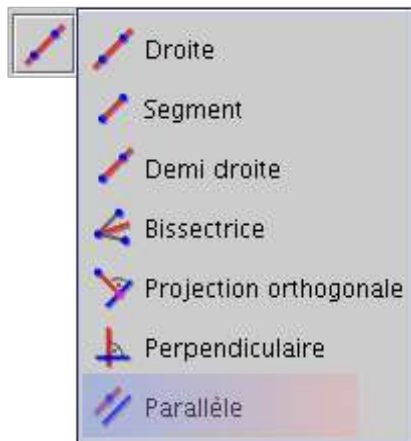 Droite
Segment
Demi droite
Bissectrice
Projection orthogonale
Perpendiculaire
Parallèle